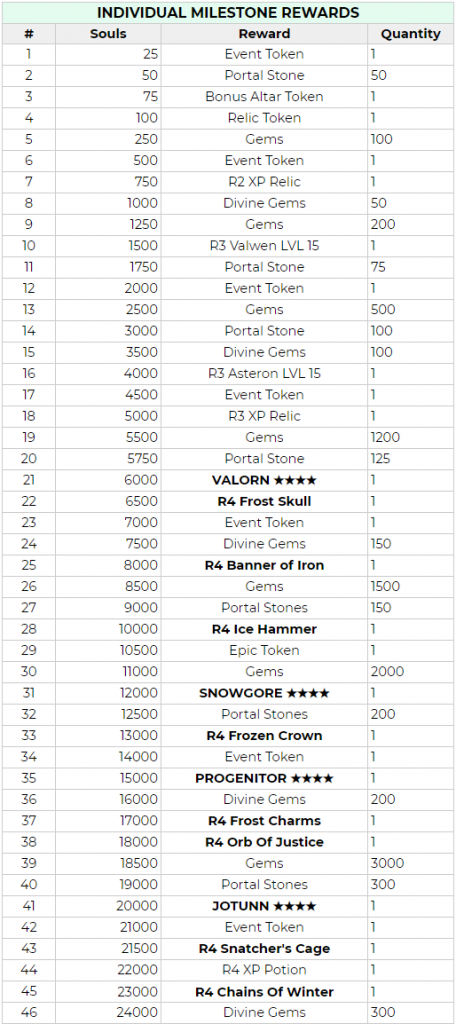 INDIVIDUAL MILESTONE REWARDS
# Souls Reward Quantity
1 25 Event Token 1
2 50 Portal Stone 50
3 75 Bonus Altar Token 1
4 100 Relic Token 1
5 250 Gems 100
6 500 Event Token 1
7 750 R2 XP Relic 1
8 1000 Divine Gems 50
9 1250 Gems 200
10 1500 R3 Valwen LVL 15 1
11 1750 Portal Stone 75
12 2000 Event Token 1
13 2500 Gems 500
14 3000 Portal Stone 100
15 3500 Divine Gems 100
16 4000 R3 Asteron LVL 15 1
17 4500 Event Token 1
18 5000 R3 XP Relic 1
19 5500 Gems 1200
20 5750 Portal Stone 125
21 6000 VALORN ★★★★ 1
22 6500 R4 Frost Skull 1
23 7000 Event Token 1
24 7500 Divine Gems 150
25 8000 R4 Banner of Iron 1
26 8500 Gems 1500
27 9000 Portal Stones 150
28 10000 R4 Ice Hammer 1
29 10500 Epic Token 1
30 11000 Gems 2000
31 12000 SNOWGORE ★★★★ 1
32 12500 Portal Stones 200
33 13000 R4 Frozen Crown 1
34 14000 Event Token 1
35 15000 PROGENITOR ★★★★ 1
36 16000 Divine Gems 200
37 17000 R4 Frost Charms 1
38 18000 R4 Orb Of Justice 1
39 18500 Gems 3000
40 19000 Portal Stones 300
41 20000 JOTUNN ★★★★ 1
42 21000 Event Token 1
43 21500 R4 Snatcher's Cage 1
44 22000 R4 XP Potion 1
45 23000 R4 Chains Of Winter 1
46 24000 Divine Gems 300